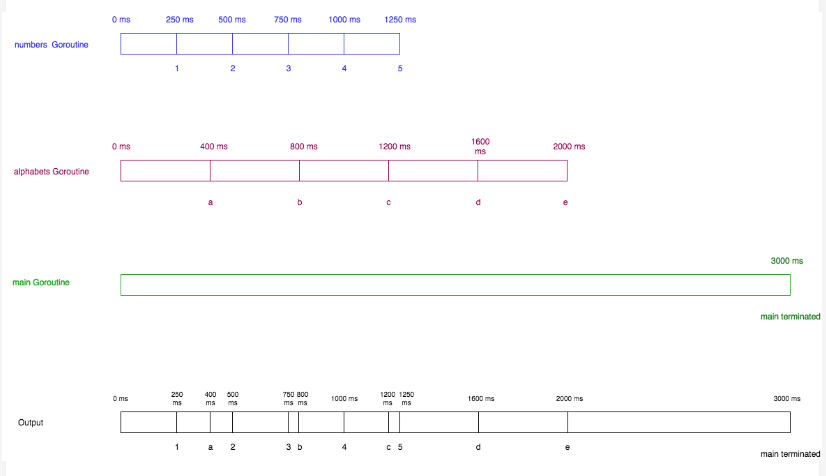 0 ms 250 ms 500 ms 750 ms 1000 ms 1250 ms
numbers Goroutine
1 2 3 4 5
0 ms 400 ms 800 ms 1200 ms 1600 ms 2000 ms
alphabets Goroutine
a b c d e
3000 ms
main Goroutine
main terminated
0 ms 250 ms 400 ms 500 ms 750 ms 800 ms 1000 ms 1200 ms 1250 ms 1600 ms 2000 ms 3000 ms
Output
1 a 2 3 b 4 c 5 d e
main terminated